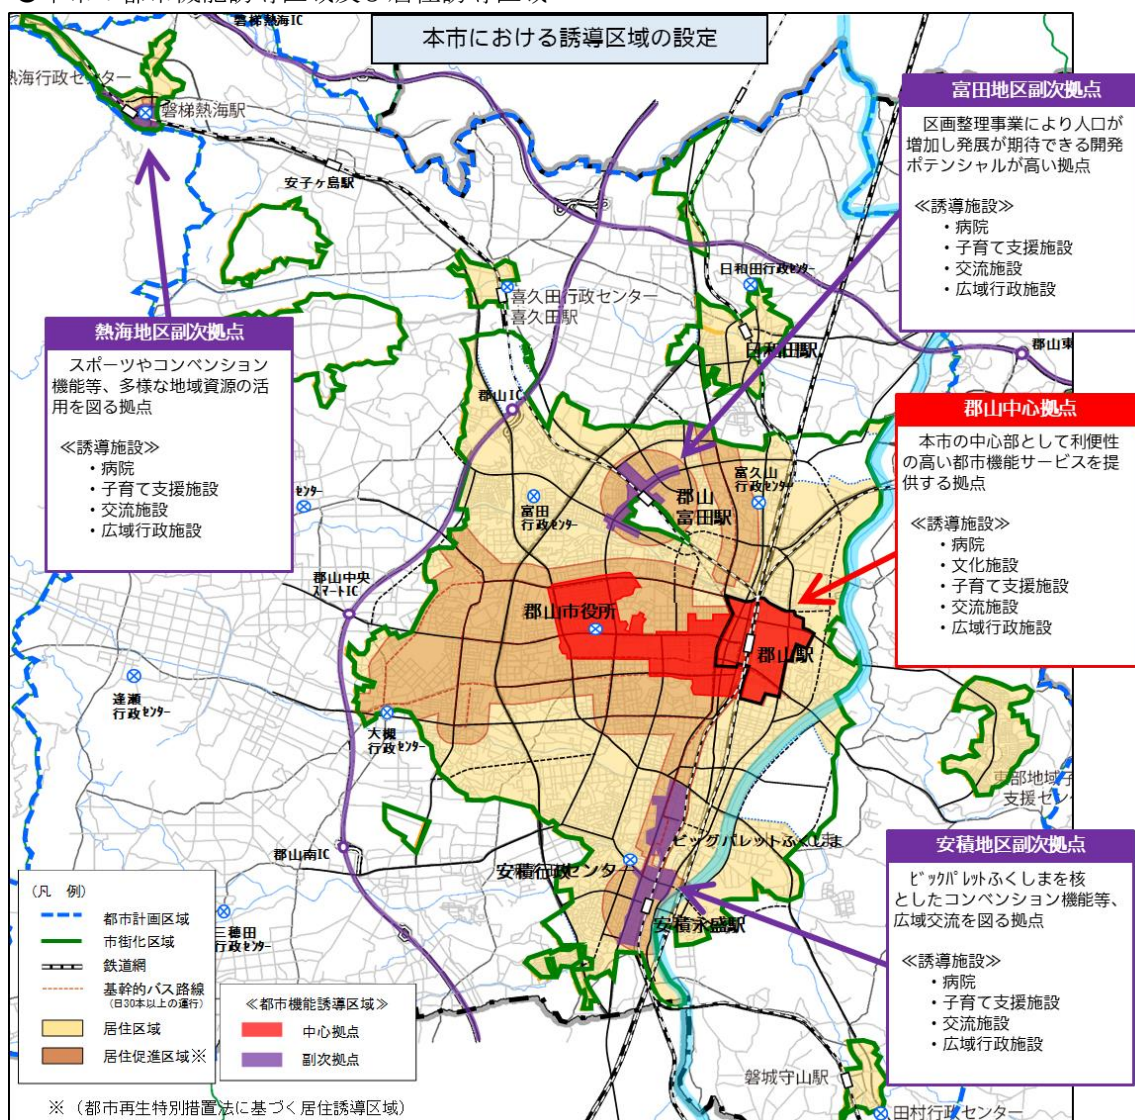 本市における誘導区域の設定
磐梯熱海IC
熱海行政センター
磐梯熱海駅
安子ヶ島駅
喜久田行政センター
喜久田駅
日和田行政ｾﾝﾀｰ
日和田駅
郡山東
郡山IC
富田地区副次拠点
区画整理事業により人口が
増加し発展が期待できる開発
ポテンシャルが高い拠点
≪誘導施設≫
・病院
・子育て支援施設
・交流施設
・広域行政施設
熱海地区副次拠点
スポーツやコンベンション
機能等、多様な地域資源の活
用を図る拠点
≪誘導施設≫
・病院
・子育て支援施設
・交流施設
・広域行政施設
郡山中心拠点
本市の中心部として利便性
の高い都市機能サービスを提
供する拠点
≪誘導施設≫
・病院
・文化施設
・子育て支援施設
・交流施設
・広域行政施設
ｾﾝﾀｰ
富田
行政ｾﾝﾀｰ
郡山
富田駅
富久山
行政ｾﾝﾀｰ
郡山中央
ｽﾏｰﾄIC
郡山市役所
郡山駅
逢瀬
行政ｾﾝﾀｰ
大槻
行政ｾﾝﾀｰ
東部地域子
支援セン
郡山南IC
ビッグパレットふくしま
安積行政センタ
安積永盛駅
三穂田
行政ｾﾝﾀｰ
安積地区副次拠点
ﾋﾞｯｸﾊﾟﾚｯﾄふくしまを核
としたコンベンション機能等、
広域交流を図る拠点
≪誘導施設≫
・病院
・子育て支援施設
・交流施設
・広域行政施設
磐城守山駅
田村行政センター
（凡　例）
都市計画区域
市街化区域
鉄道網
基幹的バス路線
（日30本以上の運行）
居住区域
居住促進区域※
≪都市機能誘導区域≫
中心拠点
副次拠点
※（都市再生特別措置法に基づく居住誘導区域）